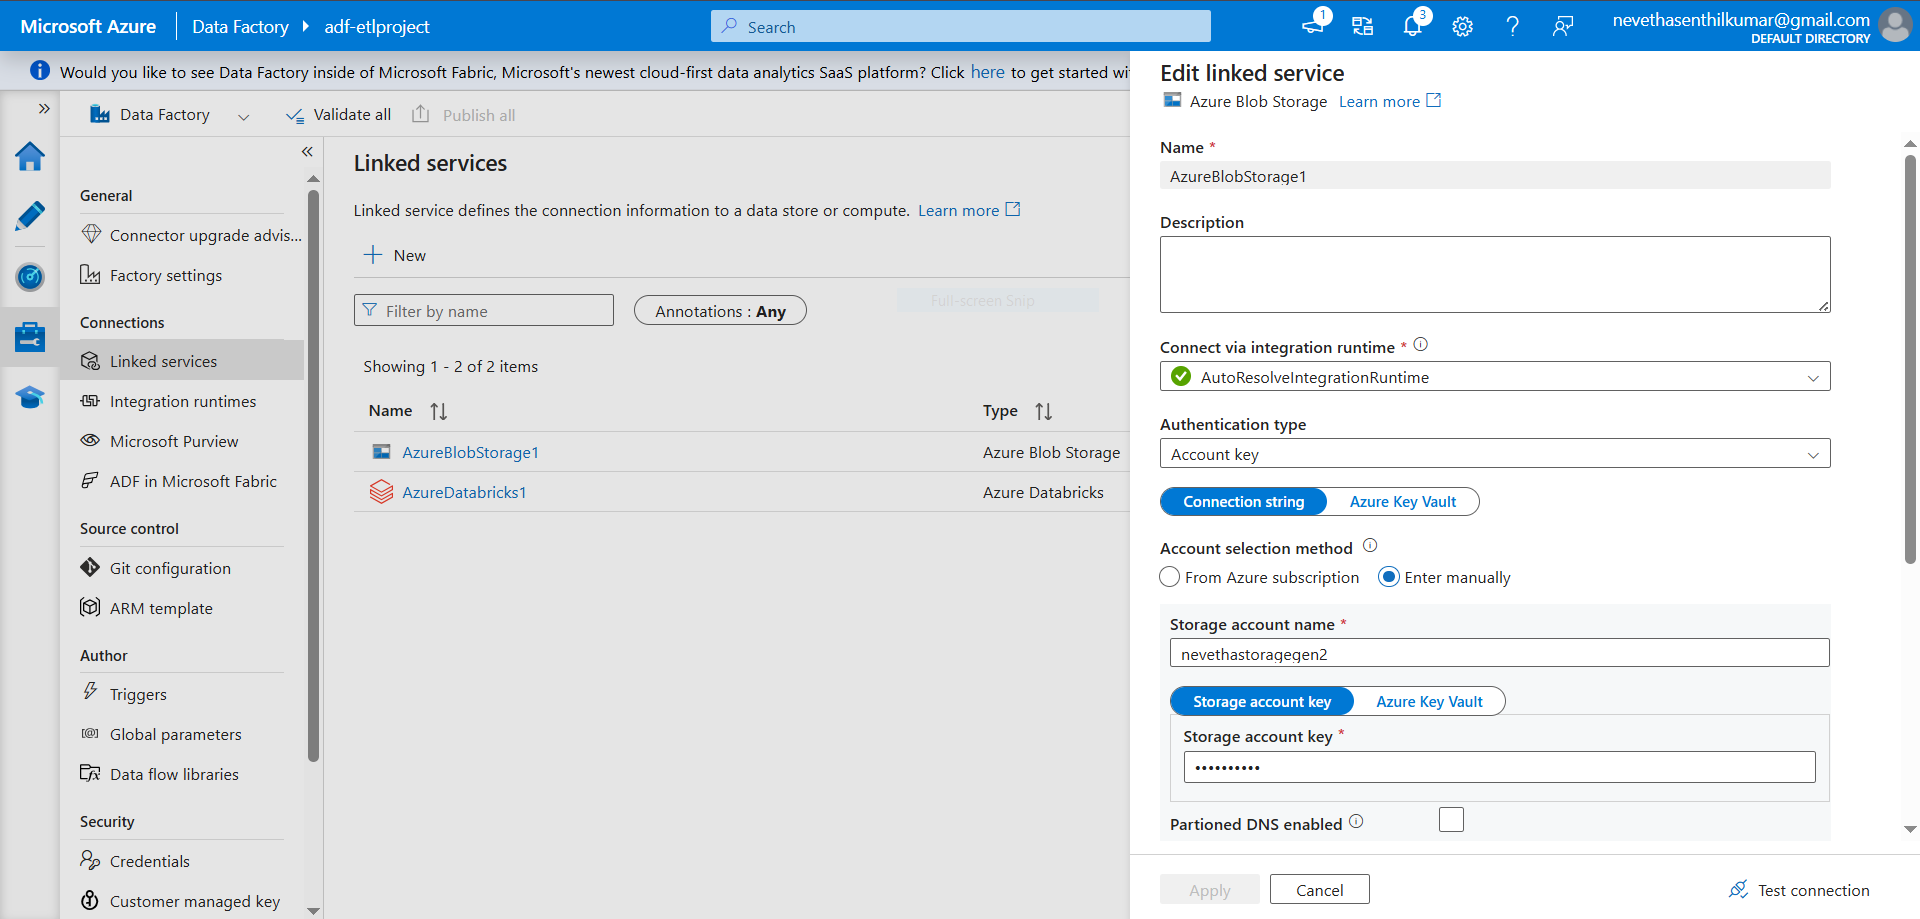 Microsoft Azure
Data Factory
adf-etlproject
Search
1
3
nevethasenthilkumar@gmail.com
DEFAULT DIRECTORY
Would you like to see Data Factory inside of Microsoft Fabric, Microsoft's newest cloud-first data analytics SaaS platform? Click here to get started wi
Data Factory
Validate all
Publish all
General
Connector upgrade advis...
Factory settings
Connections
Linked services
Integration runtimes
Microsoft Purview
ADF in Microsoft Fabric
Source control
Git configuration
ARM template
Author
Triggers
Global parameters
Data flow libraries
Security
Credentials
Customer managed key
Linked services
Linked service defines the connection information to a data store or compute. Learn more
New
Filter by name
Annotations : Any
Full-screen Snip
Showing 1 - 2 of 2 items
Name
Type
AzureBlobStorage1
Azure Blob Storage
AzureDatabricks1
Azure Databricks
Edit linked service
Azure Blob Storage Learn more
Name *
AzureBlobStorage1
Description
Connect via integration runtime *
AutoResolveIntegrationRuntime
Authentication type
Account key
Connection string
Azure Key Vault
Account selection method
From Azure subscription
Enter manually
Storage account name *
nevethastoragegen2
Storage account key
Azure Key Vault
Storage account key *
••••••••••
Partioned DNS enabled
Apply
Cancel
Test connection